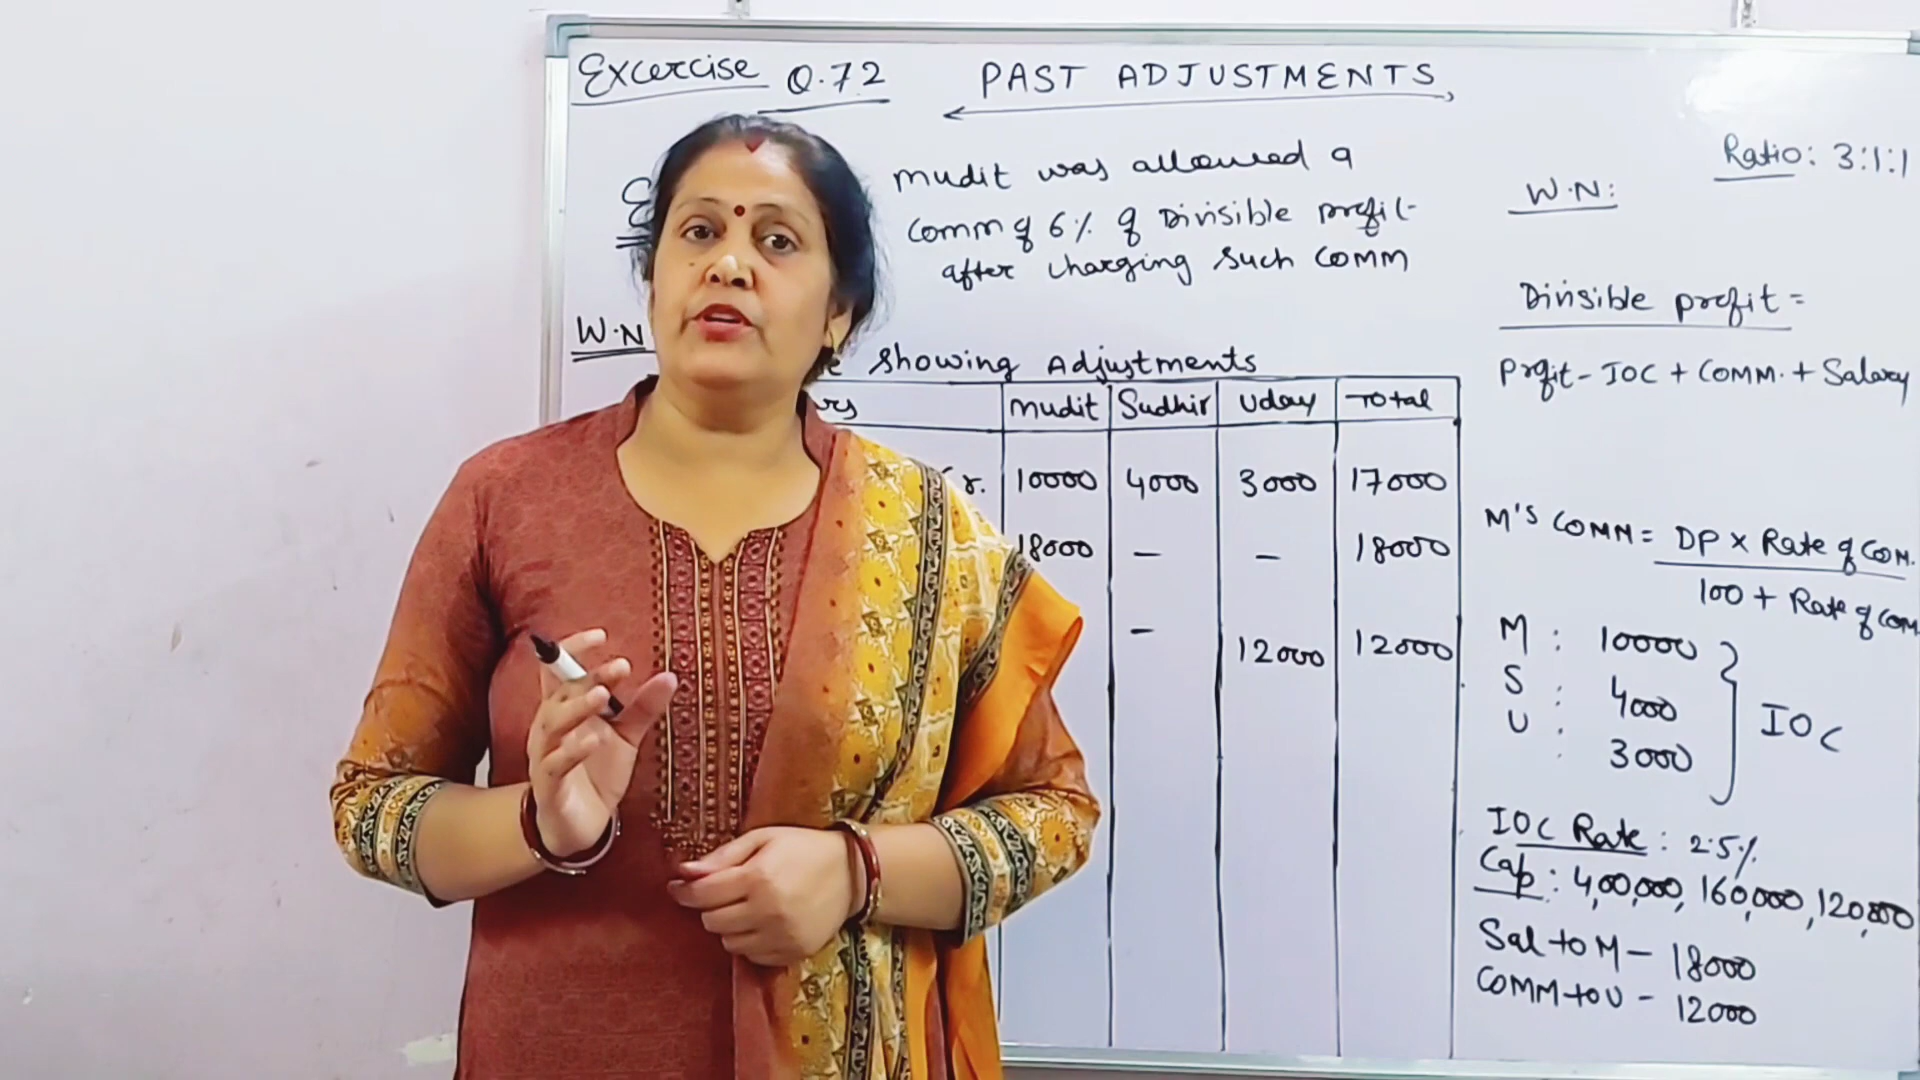 Excercise Q.72
PAST ADJUSTMENTS
Ratio: 3:1:1
Mudit was allowed a
Comm of 6% of Divisible profit
after charging such comm
W.N
Showing Adjustments
Mudit Sudhir Uday Total
r. 10000 4000 3000 17000
18000 — — 18000
— 12000 12000
W.N:
Divisible profit =
Profit - IOC + COMM. + Salary
M'S COMM = DP × Rate of COM.
100 + Rate of COM
M : 10000
S : 4000
U : 3000
IOC
IOC Rate : 2.5%
Cap : 4,00,000, 160,000, 120,000
Sal to M — 18000
COMM to U — 12000